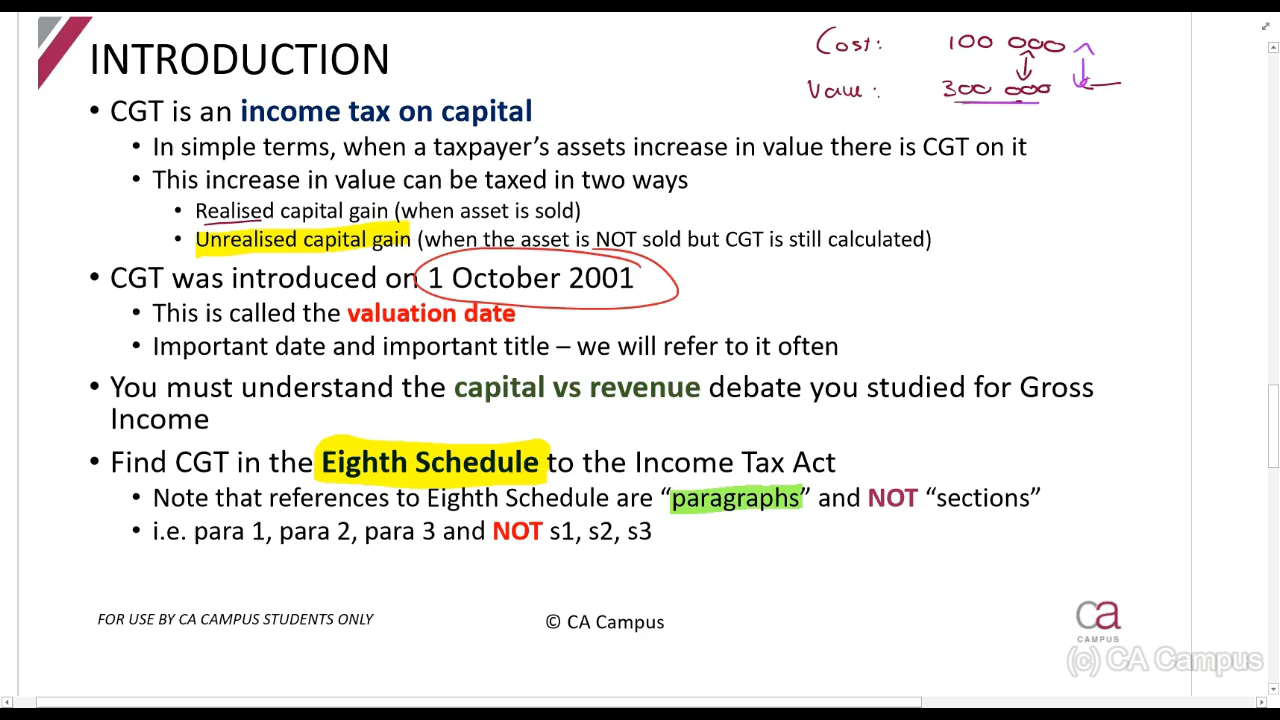 INTRODUCTION
Cost: 100 000
Value: 300 000
• CGT is an income tax on capital
• In simple terms, when a taxpayer’s assets increase in value there is CGT on it
• This increase in value can be taxed in two ways
• Realised capital gain (when asset is sold)
• Unrealised capital gain (when the asset is NOT sold but CGT is still calculated)
• CGT was introduced on 1 October 2001
• This is called the valuation date
• Important date and important title – we will refer to it often
• You must understand the capital vs revenue debate you studied for Gross
Income
• Find CGT in the Eighth Schedule to the Income Tax Act
• Note that references to Eighth Schedule are “paragraphs” and NOT “sections”
• i.e. para 1, para 2, para 3 and NOT s1, s2, s3
FOR USE BY CA CAMPUS STUDENTS ONLY
© CA Campus
ca
CAMPUS
(c) CA Campus